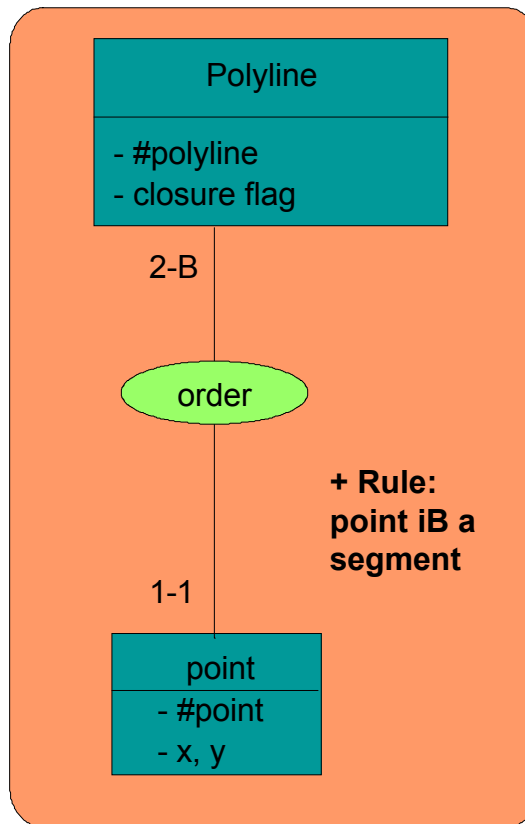 Polyline
- #polyline
- closure flag
2-B
order
+ Rule:
point iB a
segment
1-1
point
- #point
- x, y